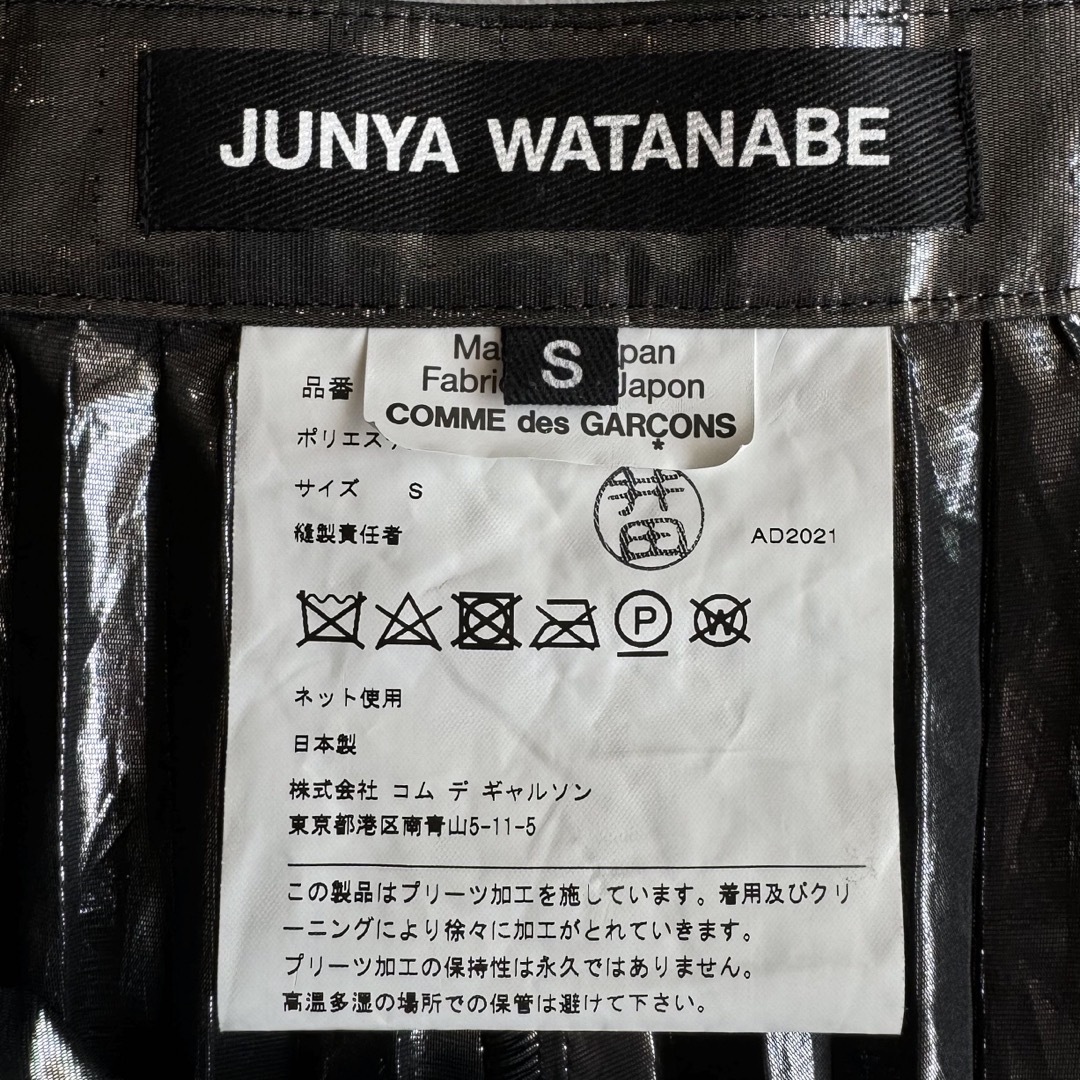 JUNYA WATANABE
S
Ma pan
Fabri Japon
COMME des GARÇONS
*
品番
ポリエス
サイズ S
井田
縫製責任者 AD2021
P W
ネット使用
日本製
株式会社 コム デ ギャルソン
東京都港区南青山5-11-5
この製品はプリーツ加工を施しています。着用及びクリ
ーニングにより徐々に加工がとれていきます。
プリーツ加工の保持性は永久ではありません。
高温多湿の場所での保管は避けて下さい。